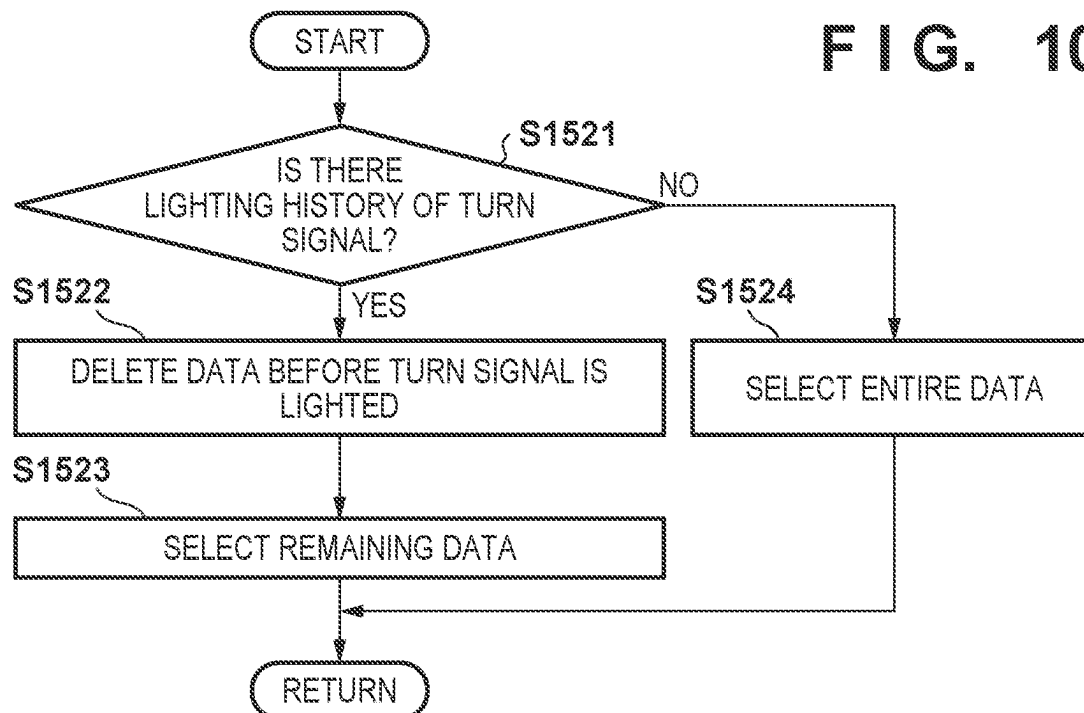 START
FIG. 10
S1521
IS THERE
LIGHTING HISTORY OF TURN
SIGNAL?
NO
YES
S1522
DELETE DATA BEFORE TURN SIGNAL IS
LIGHTED
S1524
SELECT ENTIRE DATA
S1523
SELECT REMAINING DATA
RETURN